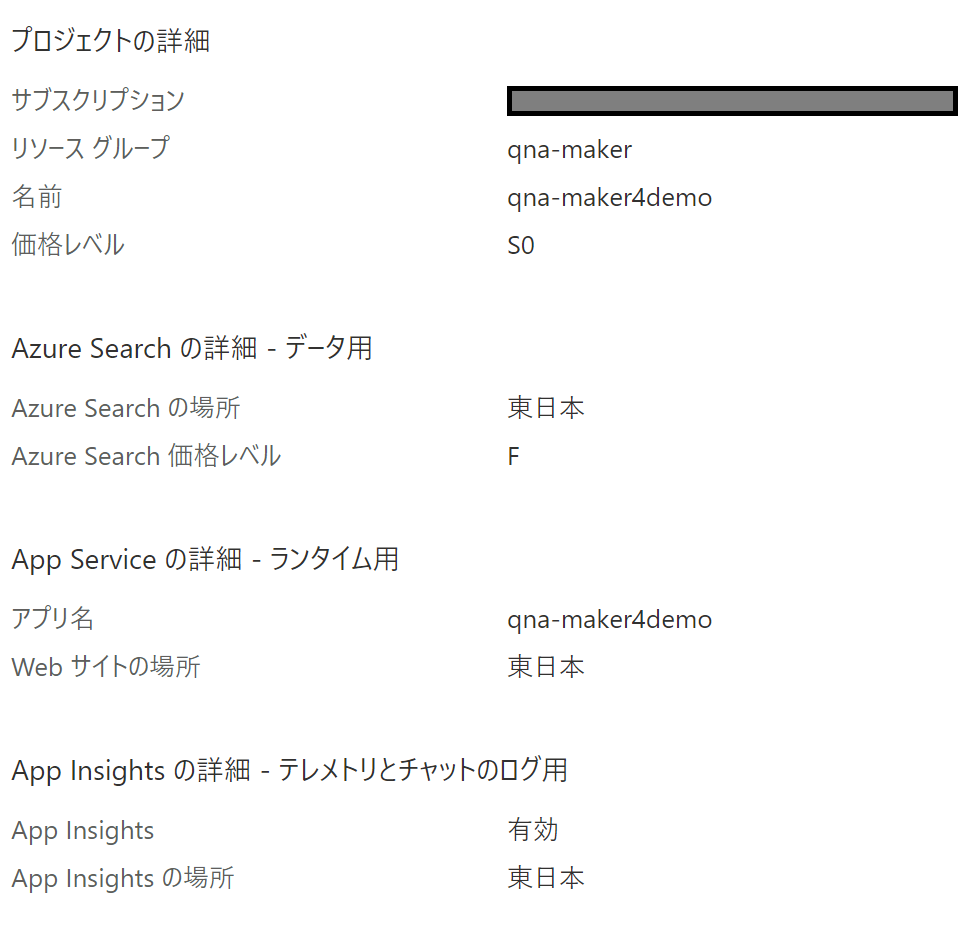 プロジェクトの詳細
サブスクリプション
リソース グループ qna-maker
名前 qna-maker4demo
価格レベル S0
Azure Search の詳細 - データ用
Azure Search の場所 東日本
Azure Search 価格レベル F
App Service の詳細 - ランタイム用
アプリ名 qna-maker4demo
Web サイトの場所 東日本
App Insights の詳細 - テレメトリとチャットのログ用
App Insights 有効
App Insights の場所 東日本